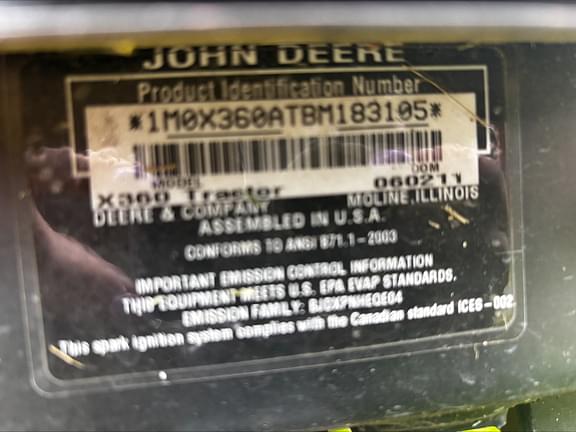 JOHN DEERE
Product Identification Number
*1M0X360ATBM183105*
MODEL DOM
X360 Tractor 060211
DEERE & COMPANY MOLINE, ILLINOIS
ASSEMBLED IN U.S.A.
CONFORMS TO ANSI B71.1-2003
IMPORTANT EMISSION CONTROL INFORMATION
THIS EQUIPMENT MEETS U.S. EPA EVAP STANDARDS.
EMISSION FAMILY:
This spark ignition system complies with the Canadian standard ICES-002